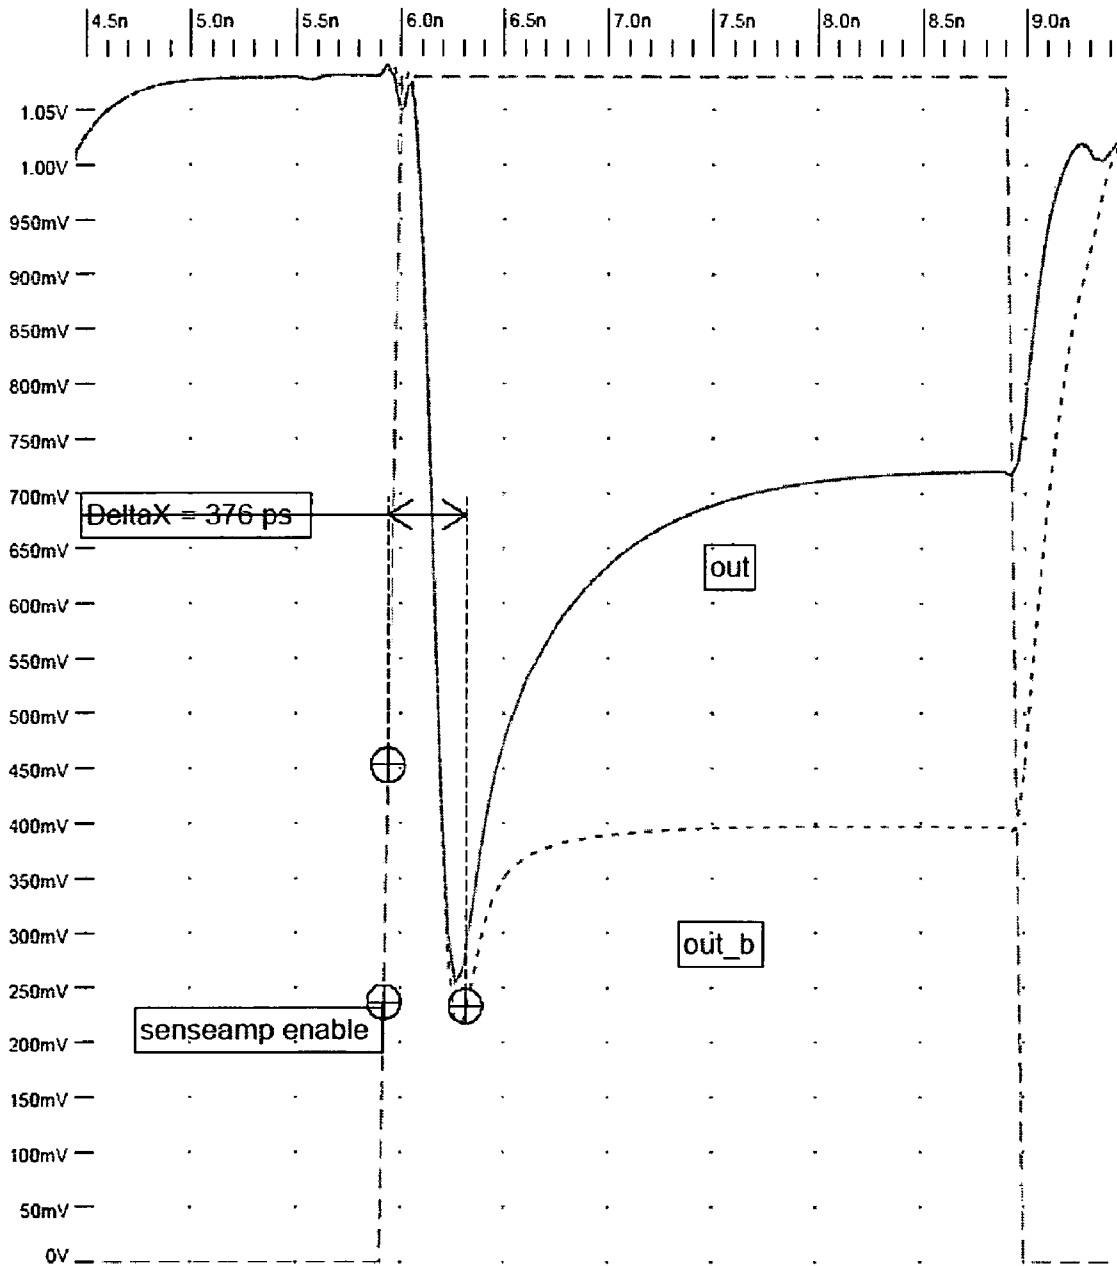 4.5n 5.0n 5.5n 6.0n 6.5n 7.0n 7.5n 8.0n 8.5n 9.0n
1.05V
1.00V
950mV
900mV
850mV
800mV
750mV
700mV
DeltaX = 376 ps
650mV
out
600mV
550mV
500mV
450mV
400mV
350mV
300mV
out_b
250mV
senseamp enable
200mV
150mV
100mV
50mV
0V